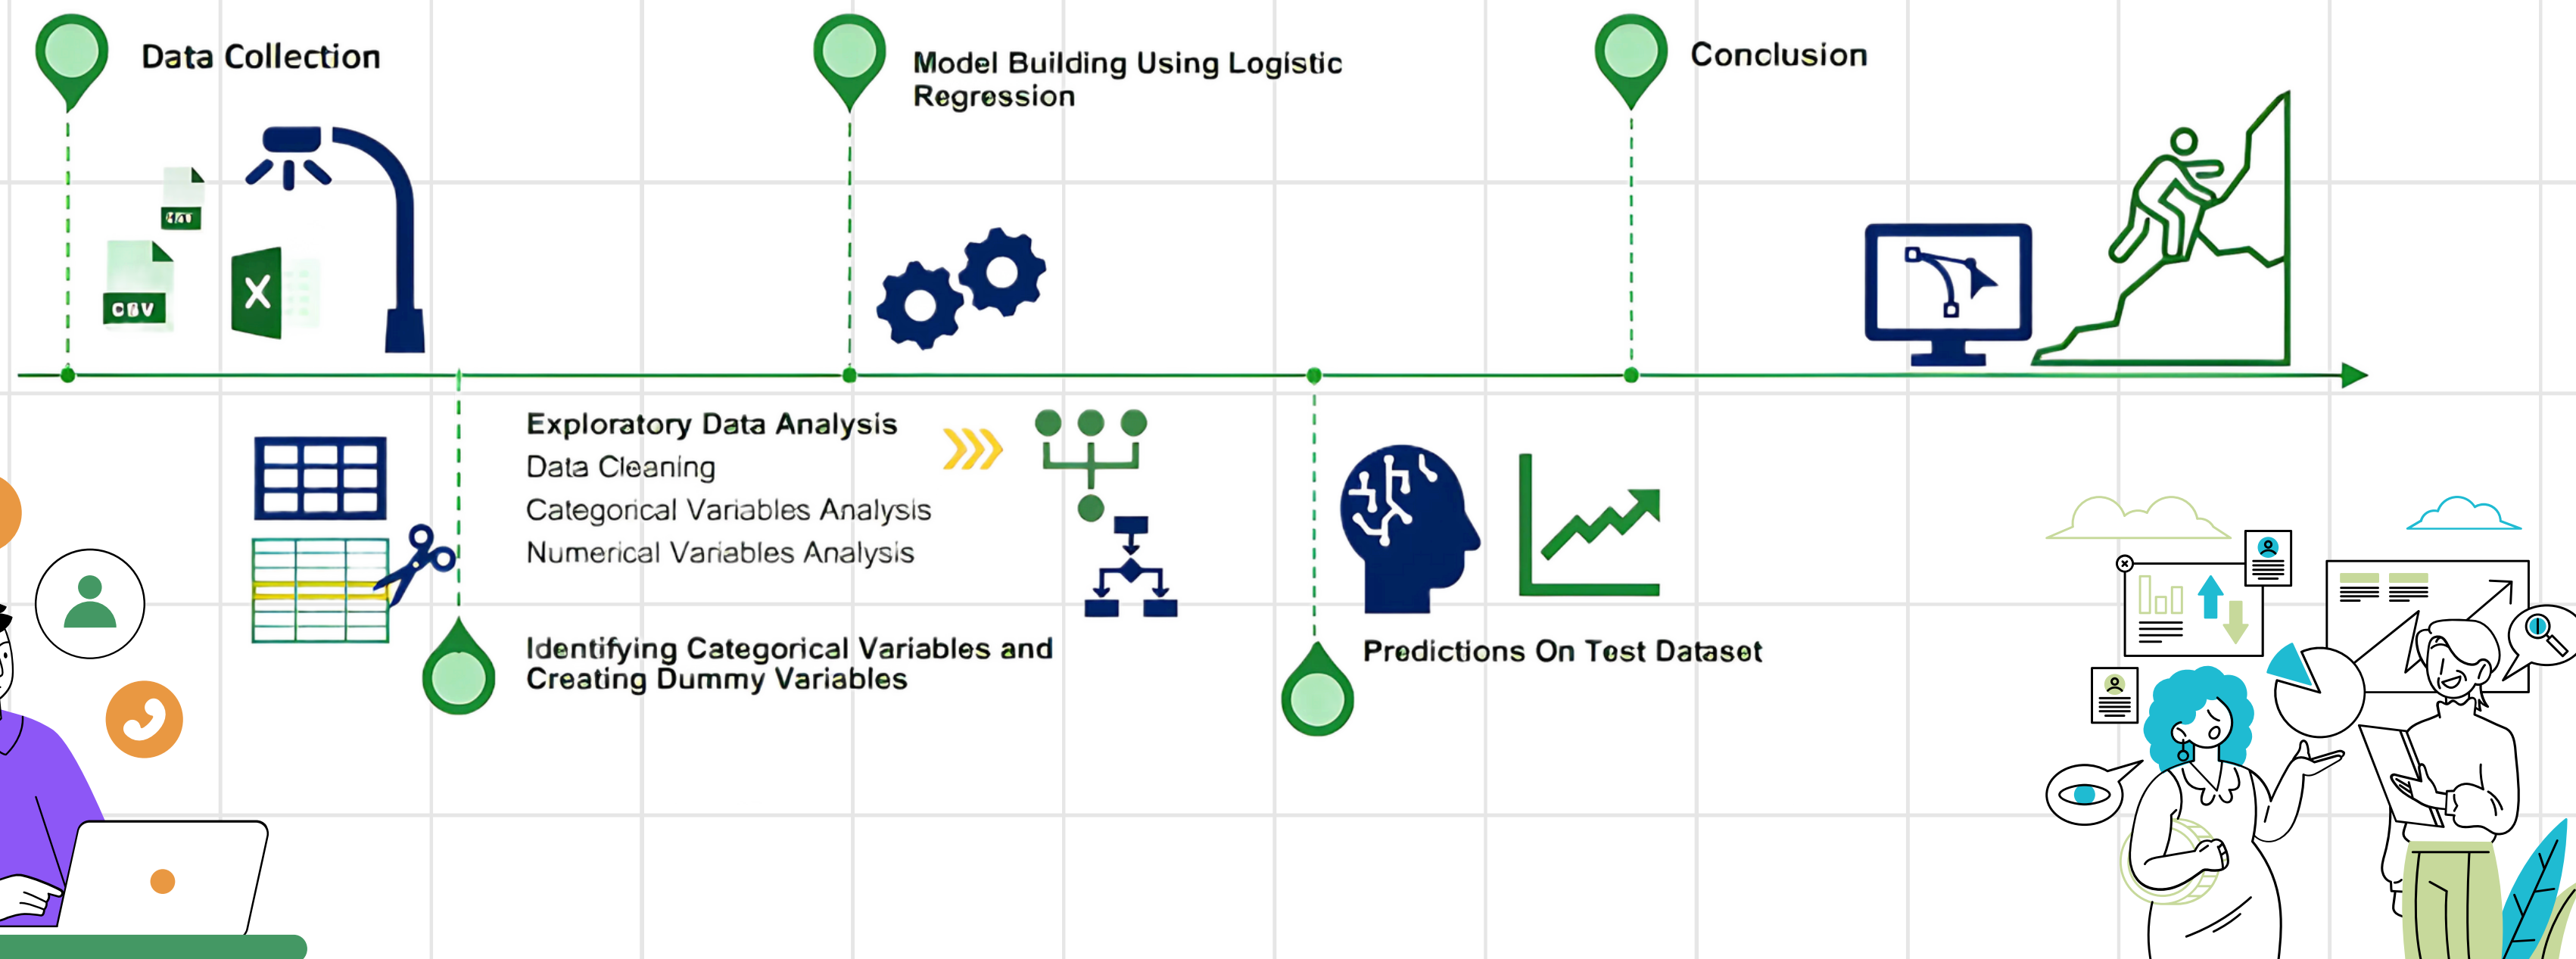 Data Collection
Model Building Using Logistic
Regression
Conclusion
X
Exploratory Data Analysis
Data Cleaning
Categorical Variables Analysis
Numerical Variables Analysis
Identifying Categorical Variables and
Creating Dummy Variables
Predictions On Test Dataset